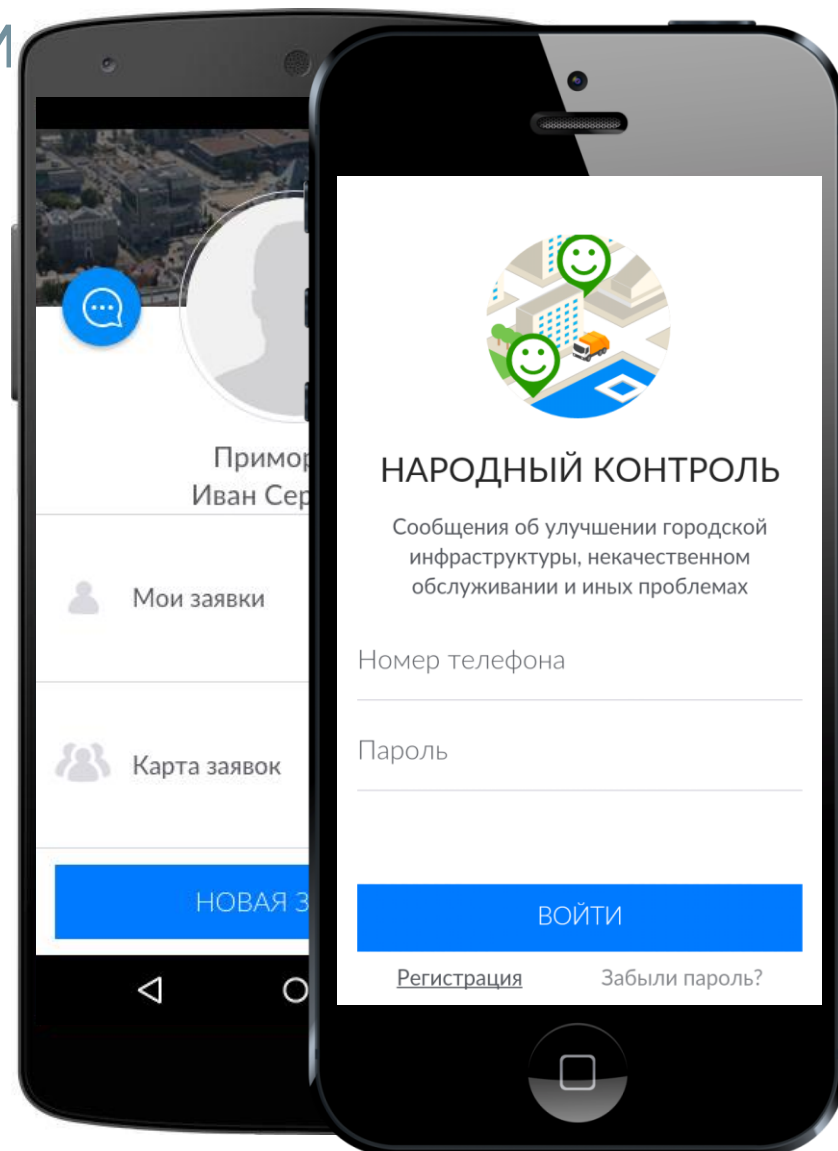 Примор
Иван Сер
Мои заявки
Карта заявок
НОВАЯ З
НАРОДНЫЙ КОНТРОЛЬ
Сообщения об улучшении городской
инфраструктуры, некачественном
обслуживании и иных проблемах
Номер телефона
Пароль
ВОЙТИ
Регистрация Забыли пароль?